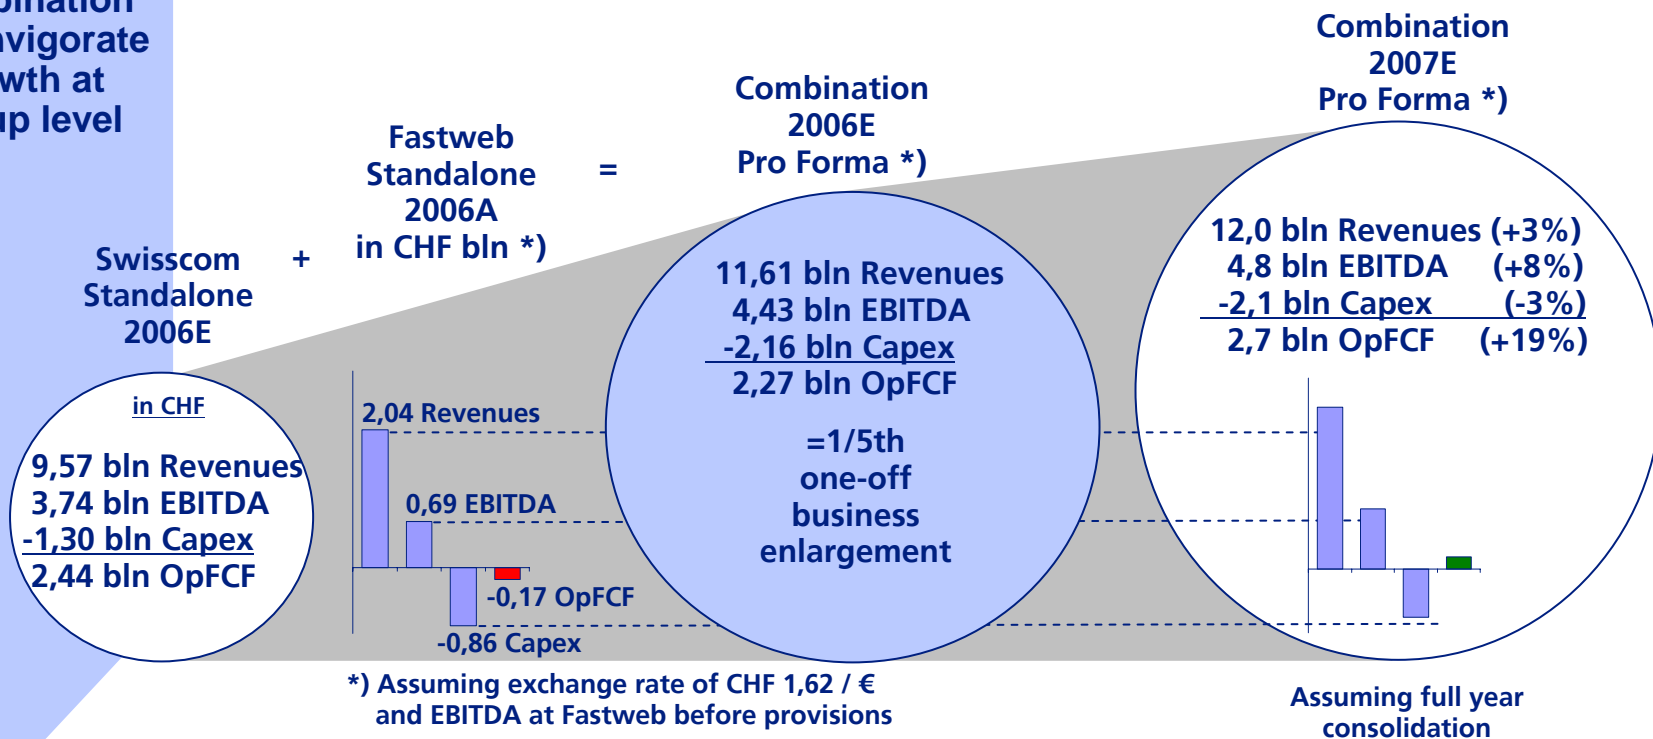 nvigorate
wth at
up level
Swisscom
Standalone
2006E
+
Fastweb
Standalone
2006A
in CHF bln *)
=
Combination
2006E
Pro Forma *)
Combination
2007E
Pro Forma *)
in CHF
9,57 bln Revenues
3,74 bln EBITDA
-1,30 bln Capex
2,44 bln OpFCF
2,04 Revenues
0,69 EBITDA
-0,17 OpFCF
-0,86 Capex
11,61 bln Revenues
4,43 bln EBITDA
-2,16 bln Capex
2,27 bln OpFCF
=1/5th
one-off
business
enlargement
12,0 bln Revenues (+3%)
4,8 bln EBITDA (+8%)
-2,1 bln Capex (-3%)
2,7 bln OpFCF (+19%)
*) Assuming exchange rate of CHF 1,62 / €
and EBITDA at Fastweb before provisions
Assuming full year
consolidation